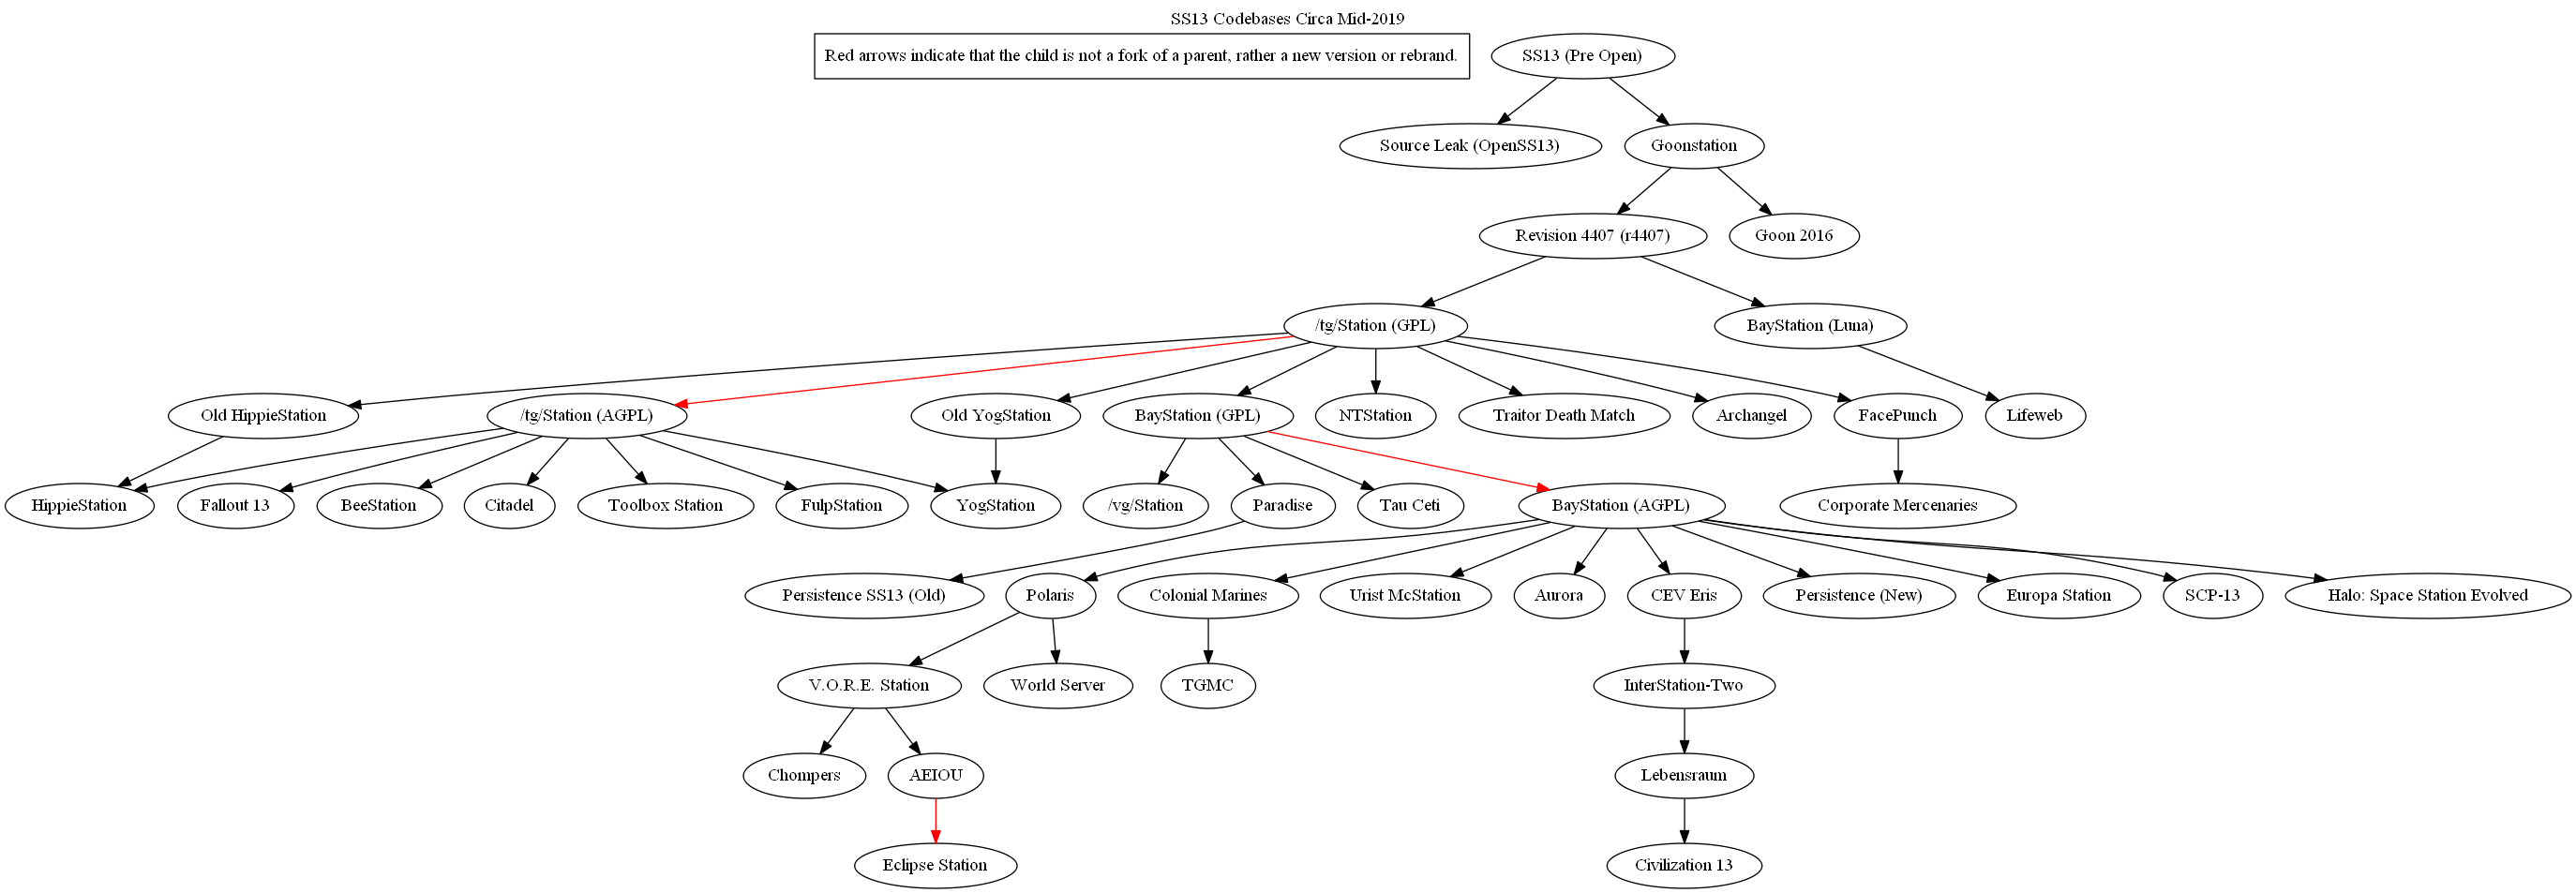 SS13 Codebases Circa Mid-2019
Red arrows indicate that the child is not a fork of a parent, rather a new version or rebrand.
SS13 (Pre Open)
Source Leak (OpenSS13)
Goonstation
Revision 4407 (r4407)
Goon 2016
/tg/Station (GPL)
BayStation (Luna)
Old HippieStation
/tg/Station (AGPL)
Old YogStation
BayStation (GPL)
NTStation
Traitor Death Match
Archangel
FacePunch
Lifeweb
HippieStation
Fallout 13
BeeStation
Citadel
Toolbox Station
FulpStation
YogStation
/vg/Station
Paradise
Tau Ceti
BayStation (AGPL)
Corporate Mercenaries
Persistence SS13 (Old)
Polaris
Colonial Marines
Urist McStation
Aurora
CEV Eris
Persistence (New)
Europa Station
SCP-13
Halo: Space Station Evolved
V.O.R.E. Station
World Server
TGMC
InterStation-Two
Chompers
AEIOU
Lebensraum
Eclipse Station
Civilization 13